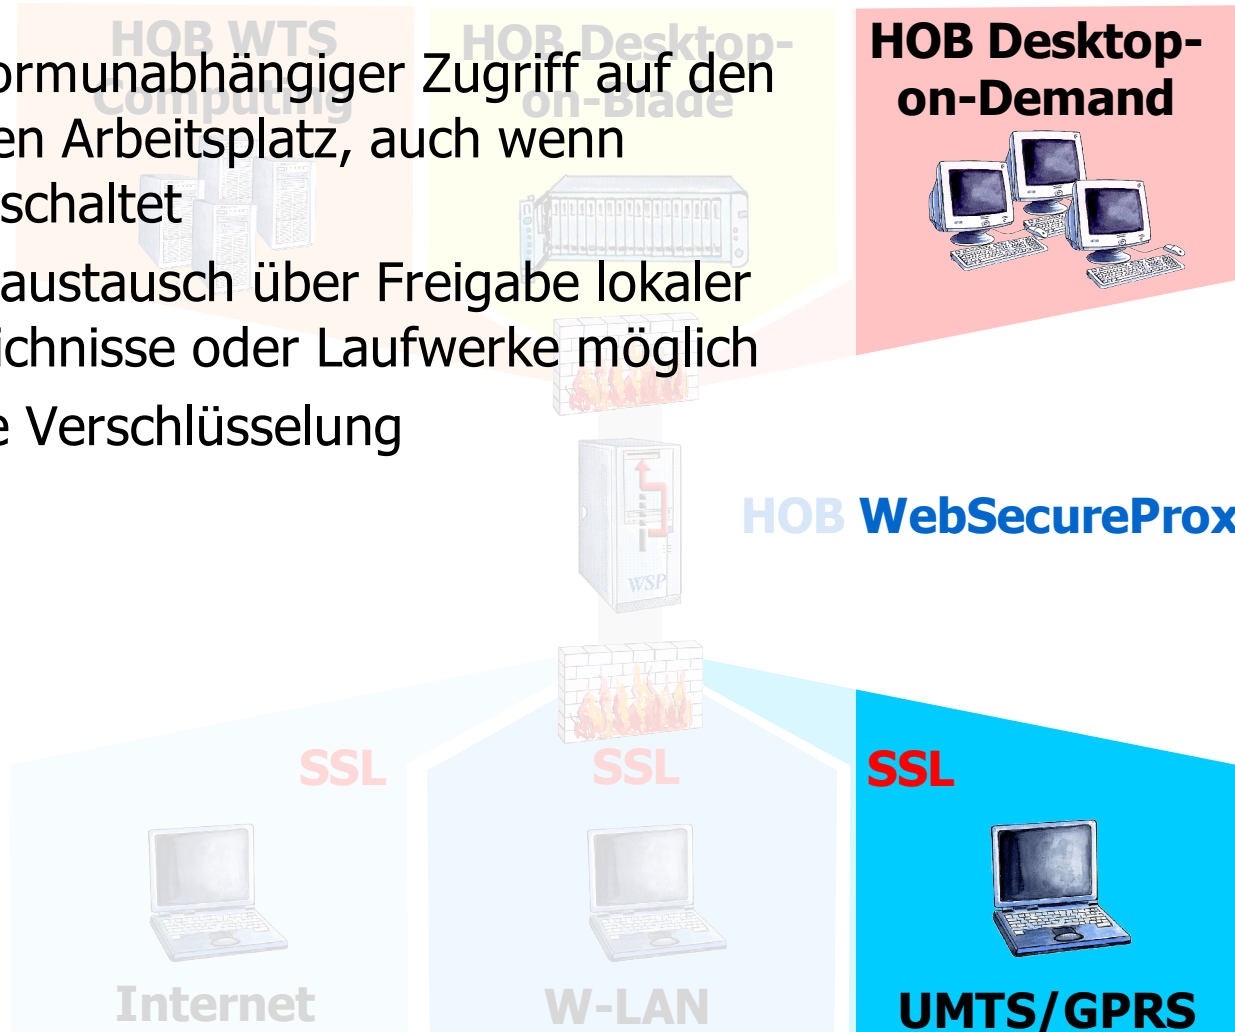 HOB WTS
Computing
HOB Desktop-
on-Blade
HOB Desktop-
on-Demand
ormunabhängiger Zugriff auf den
en Arbeitsplatz, auch wenn
schaltet
austausch über Freigabe lokaler
ichnisse oder Laufwerke möglich
e Verschlüsselung
HOB WebSecureProx
WSP
SSL
SSL
SSL
Internet
W-LAN
UMTS/GPRS